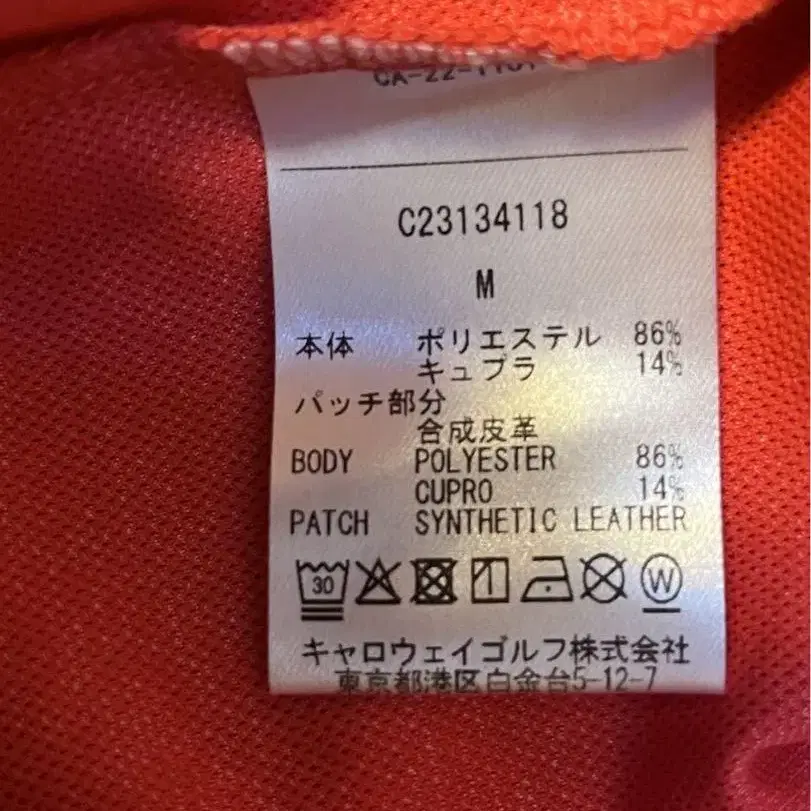 C23134118
M
本体 ポリエステル 86%
キュプラ 14%
パッチ部分
合成皮革
BODY POLYESTER 86%
CUPRO 14%
PATCH SYNTHETIC LEATHER
30
W
キャロウェイゴルフ株式会社
東京都港区白金台5-12-7